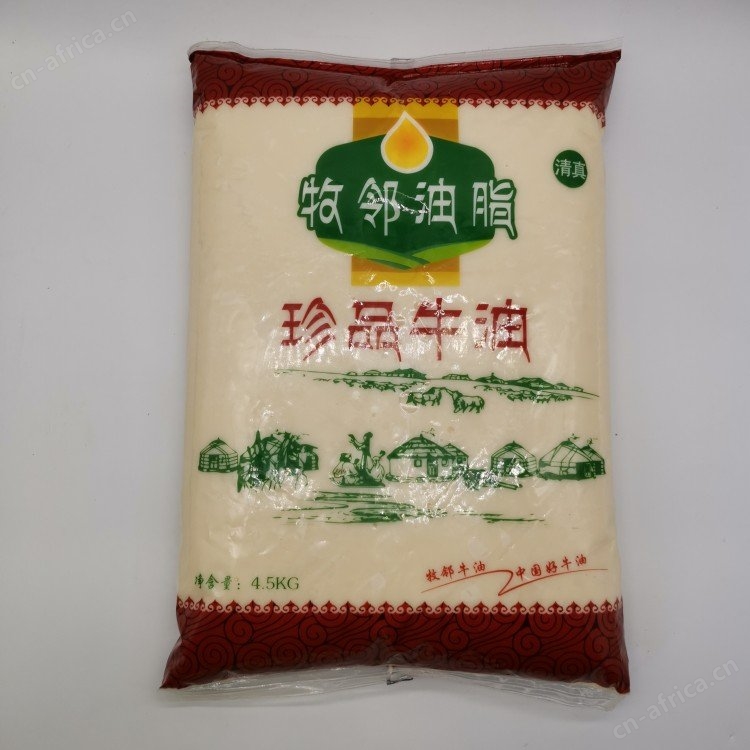 cn-africa.cn
清真
牧邻油脂
珍品牛油
牧邻牛油 中国好牛油
净含量：4.5KG
cn-africa.cn